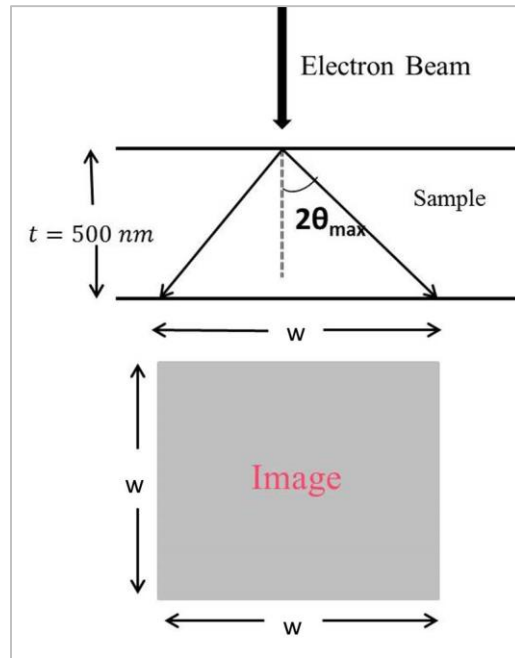 Electron Beam
Sample
2θmax
t = 500 nm
w
w
Image
w